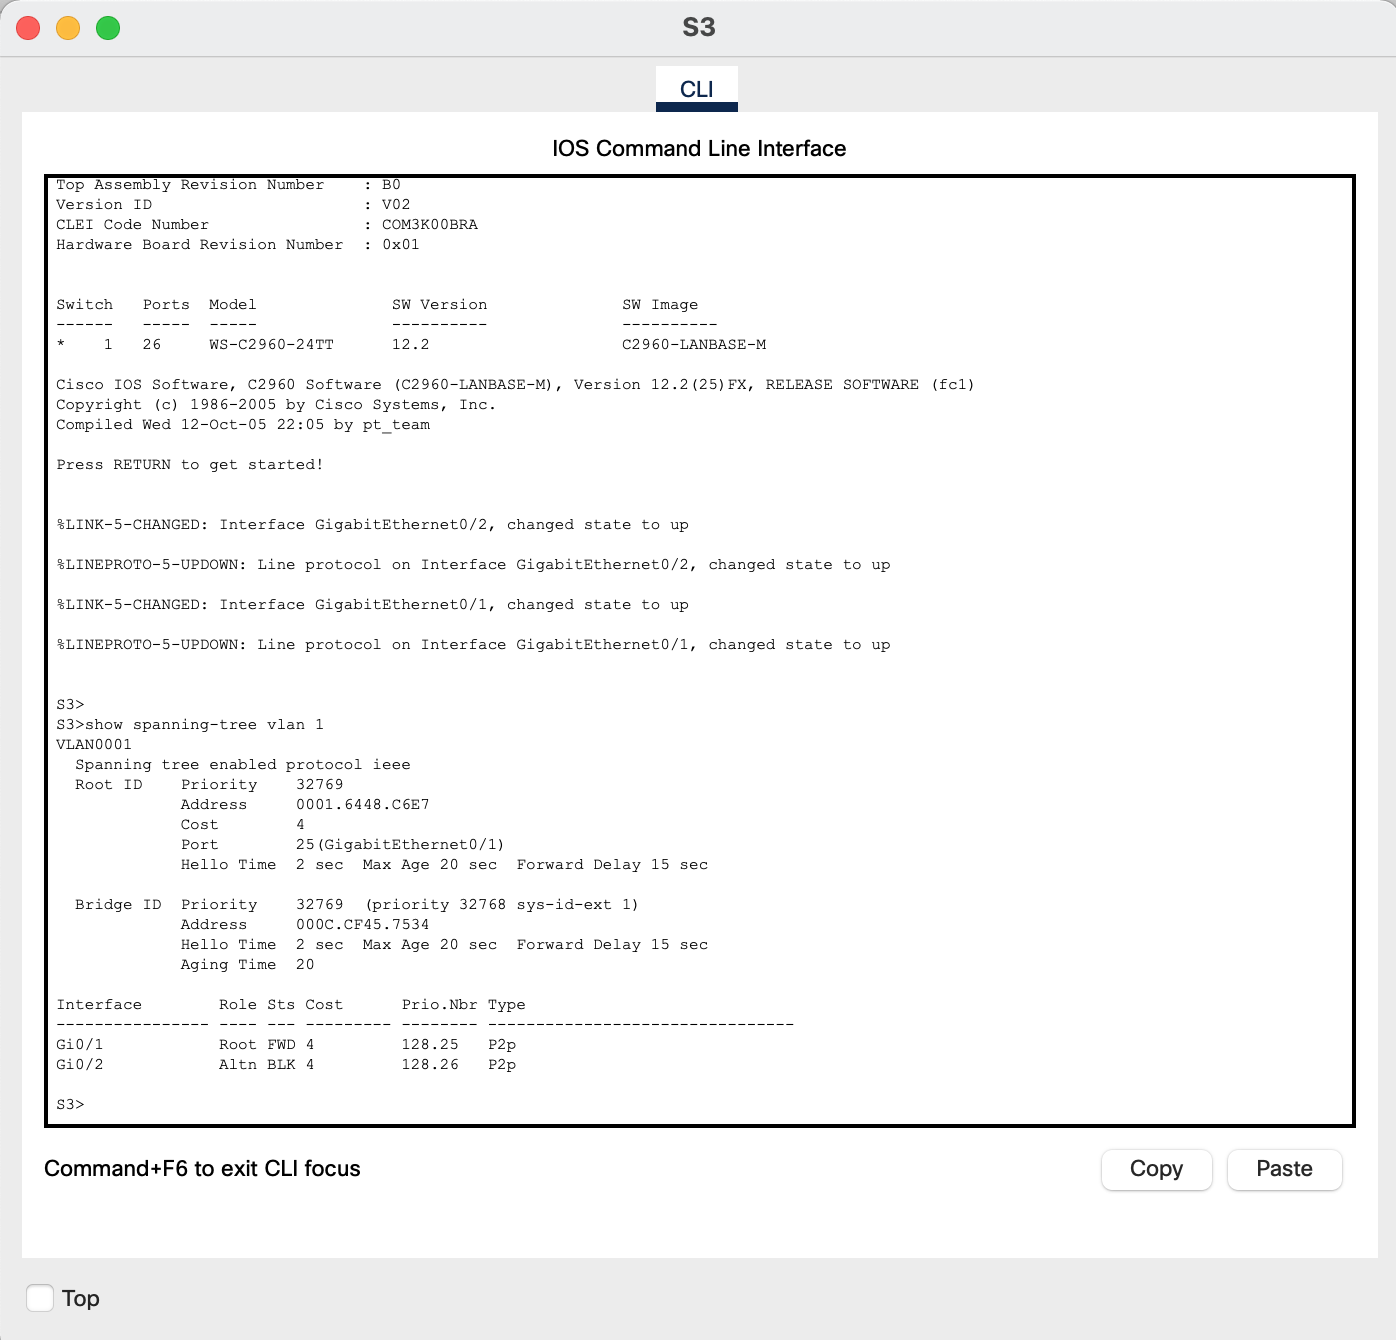 S3
CLI
IOS Command Line Interface
Top Assembly Revision Number    : B0
Version ID                      : V02
CLEI Code Number                : COM3K00BRA
Hardware Board Revision Number  : 0x01
Switch   Ports  Model              SW Version              SW Image
------   -----  -----              ----------              ----------
*    1   26     WS-C2960-24TT      12.2                    C2960-LANBASE-M
Cisco IOS Software, C2960 Software (C2960-LANBASE-M), Version 12.2(25)FX, RELEASE SOFTWARE (fc1)
Copyright (c) 1986-2005 by Cisco Systems, Inc.
Compiled Wed 12-Oct-05 22:05 by pt_team
Press RETURN to get started!
%LINK-5-CHANGED: Interface GigabitEthernet0/2, changed state to up
%LINEPROTO-5-UPDOWN: Line protocol on Interface GigabitEthernet0/2, changed state to up
%LINK-5-CHANGED: Interface GigabitEthernet0/1, changed state to up
%LINEPROTO-5-UPDOWN: Line protocol on Interface GigabitEthernet0/1, changed state to up
S3>
S3>show spanning-tree vlan 1
VLAN0001
  Spanning tree enabled protocol ieee
  Root ID    Priority    32769
             Address     0001.6448.C6E7
             Cost        4
             Port        25(GigabitEthernet0/1)
             Hello Time  2 sec  Max Age 20 sec  Forward Delay 15 sec
  Bridge ID  Priority    32769  (priority 32768 sys-id-ext 1)
             Address     000C.CF45.7534
             Hello Time  2 sec  Max Age 20 sec  Forward Delay 15 sec
             Aging Time  20
Interface        Role Sts Cost      Prio.Nbr Type
---------------- ---- --- --------- -------- --------------------------------
Gi0/1            Root FWD 4         128.25   P2p
Gi0/2            Altn BLK 4         128.26   P2p
S3>
Command+F6 to exit CLI focus
Copy
Paste
Top